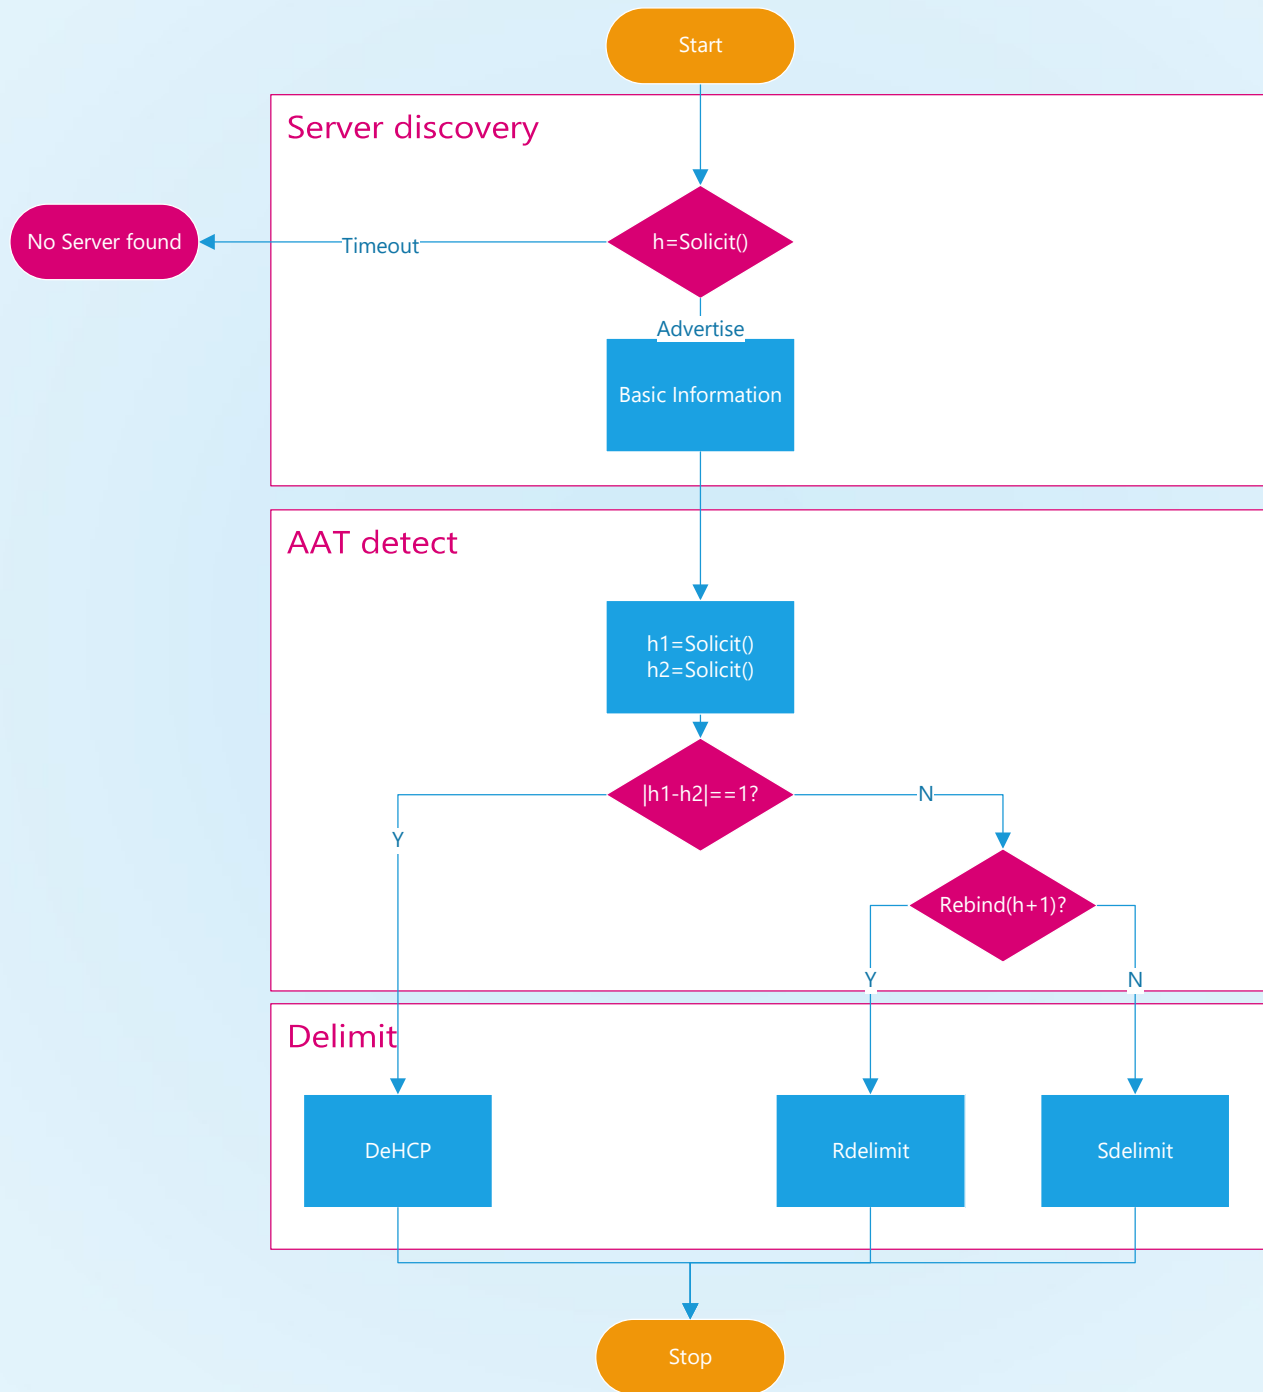 Start
Server discovery
No Server found
Timeout
h=Solicit()
Advertise
Basic Information
AAT detect
h1=Solicit()
h2=Solicit()
|h1-h2|==1?
N
Y
Rebind(h+1)?
Y
N
Delimit
DeHCP
Rdelimit
Sdelimit
Stop